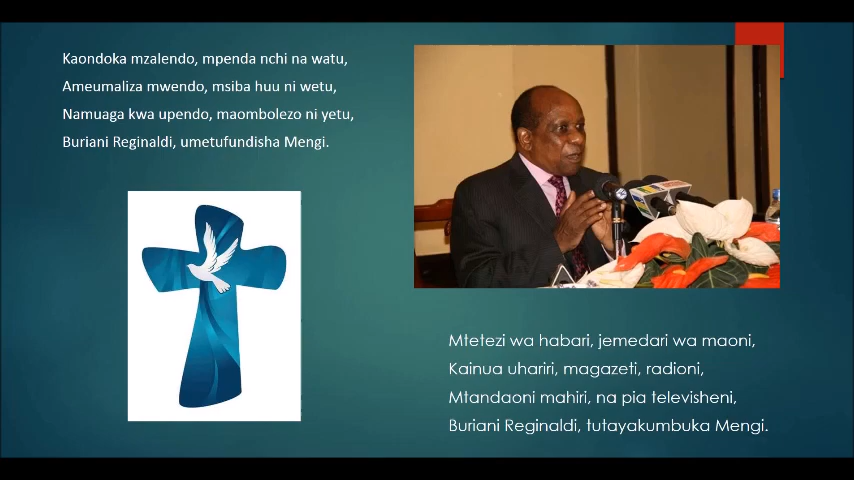 Kaondoka mzalendo, mpenda nchi na watu,
Ameumaliza mwendo, msiba huu ni wetu,
Namuaga kwa upendo, maombolezo ni yetu,
Buriani Reginaldi, umetufundisha Mengi.
Mtetezi wa habari, jemedari wa maoni,
Kainua uhariri, magazeti, radioni,
Mtandaoni mahiri, na pia televisheni,
Buriani Reginaldi, tutayakumbuka Mengi.